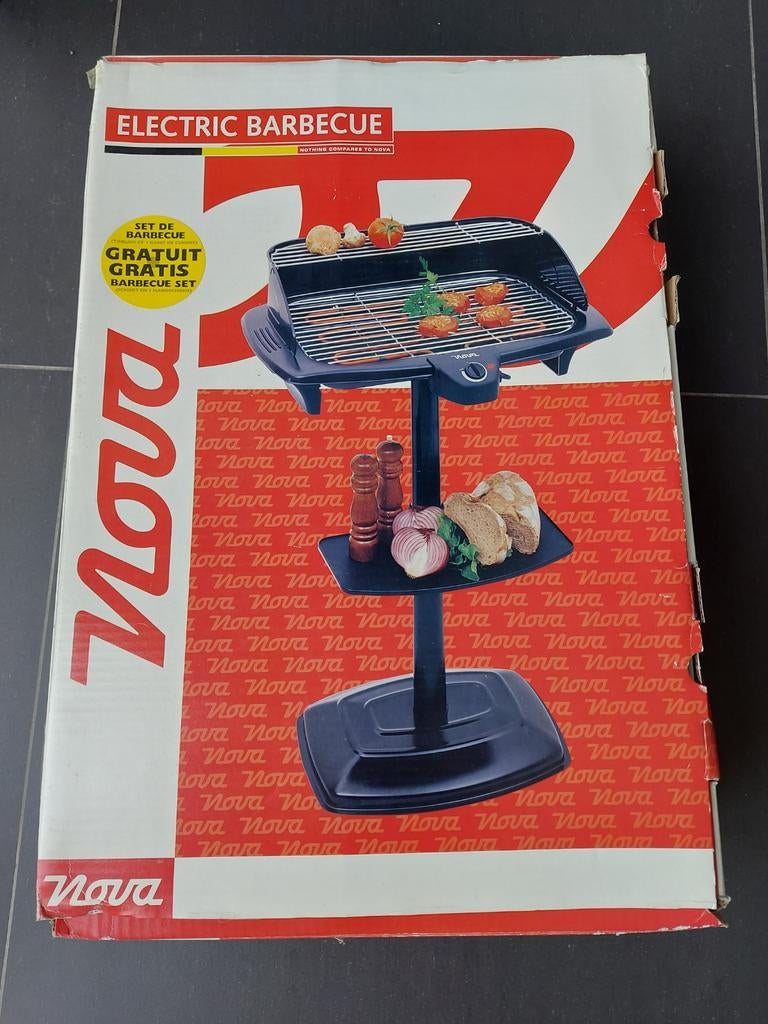 ELECTRIC BARBECUE
NOTHING COMPARES TO NOVA
SET DE
BARBECUE
GRATUIT
GRATIS
BARBECUE SET
Nova
Nova
Nova